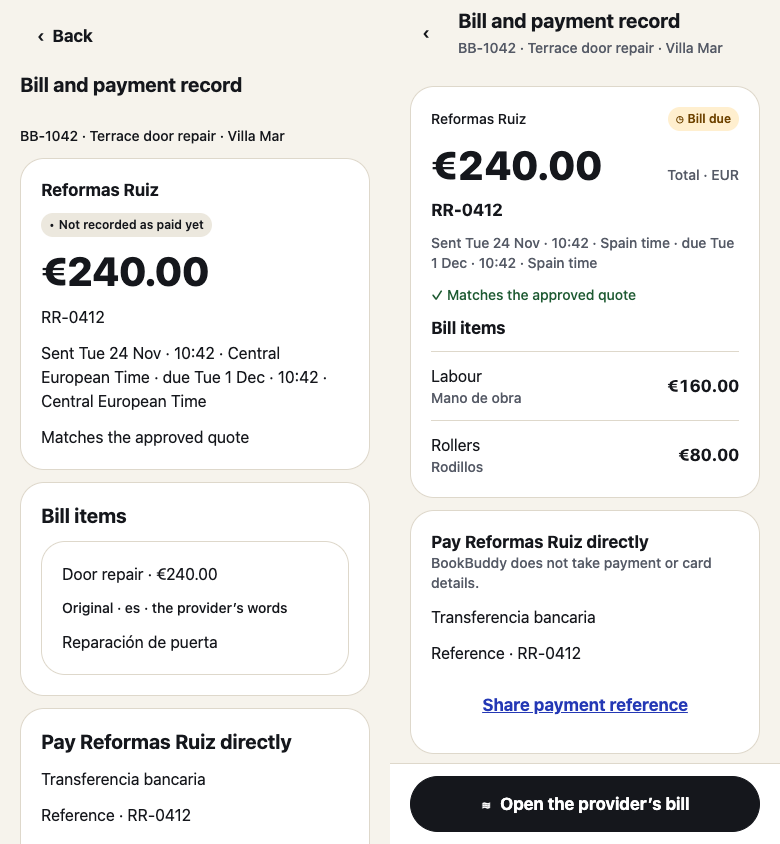 ‹ Back
Bill and payment record
BB-1042 · Terrace door repair · Villa Mar
Reformas Ruiz
• Not recorded as paid yet
€240.00
RR-0412
Sent Tue 24 Nov · 10:42 · Central
European Time · due Tue 1 Dec · 10:42 ·
Central European Time
Matches the approved quote
Bill items
Door repair · €240.00
Original · es · the provider’s words
Reparación de puerta
Pay Reformas Ruiz directly
Transferencia bancaria
Reference · RR-0412
‹
Bill and payment record
BB-1042 · Terrace door repair · Villa Mar
Reformas Ruiz
◷ Bill due
€240.00
Total · EUR
RR-0412
Sent Tue 24 Nov · 10:42 · Spain time · due Tue
1 Dec · 10:42 · Spain time
✓ Matches the approved quote
Bill items
Labour
€160.00
Mano de obra
Rollers
€80.00
Rodillos
Pay Reformas Ruiz directly
BookBuddy does not take payment or card
details.
Transferencia bancaria
Reference · RR-0412
Share payment reference
≋ Open the provider’s bill